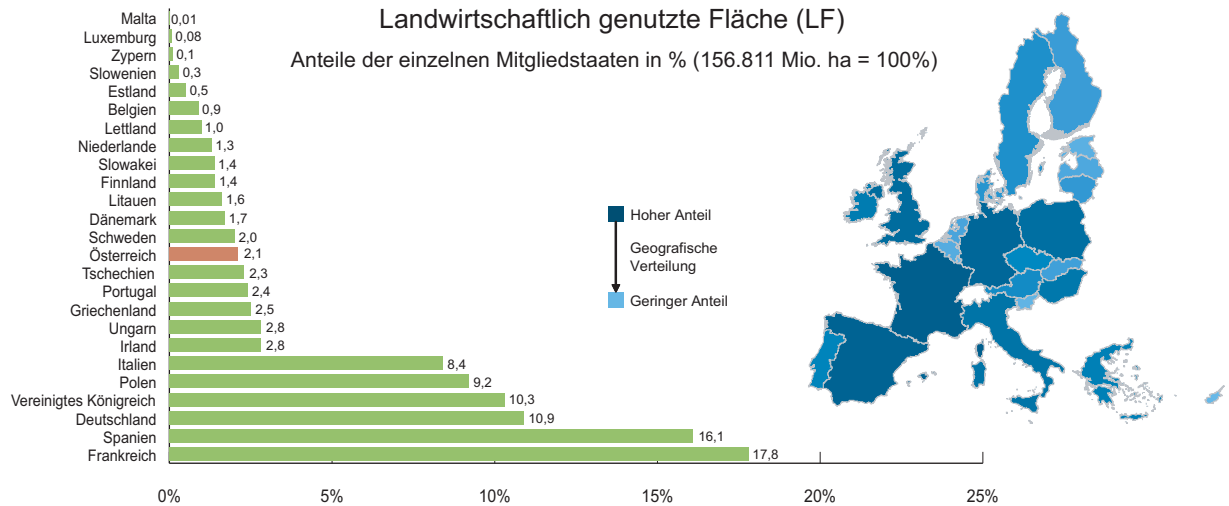 Landwirtschaftlich genutzte Fläche (LF)
Anteile der einzelnen Mitgliedstaaten in % (156.811 Mio. ha = 100%)
Malta 0,01
Luxemburg 0,08
Zypern 0,1
Slowenien 0,3
Estland 0,5
Belgien 0,9
Lettland 1,0
Niederlande 1,3
Slowakei 1,4
Finnland 1,4
Litauen 1,6
Dänemark 1,7
Schweden 2,0
Österreich 2,1
Tschechien 2,3
Portugal 2,4
Griechenland 2,5
Ungarn 2,8
Irland 2,8
Italien 8,4
Polen 9,2
Vereinigtes Königreich 10,3
Deutschland 10,9
Spanien 16,1
Frankreich 17,8
0% 5% 10% 15% 20% 25%
Hoher Anteil
Geografische
Verteilung
Geringer Anteil